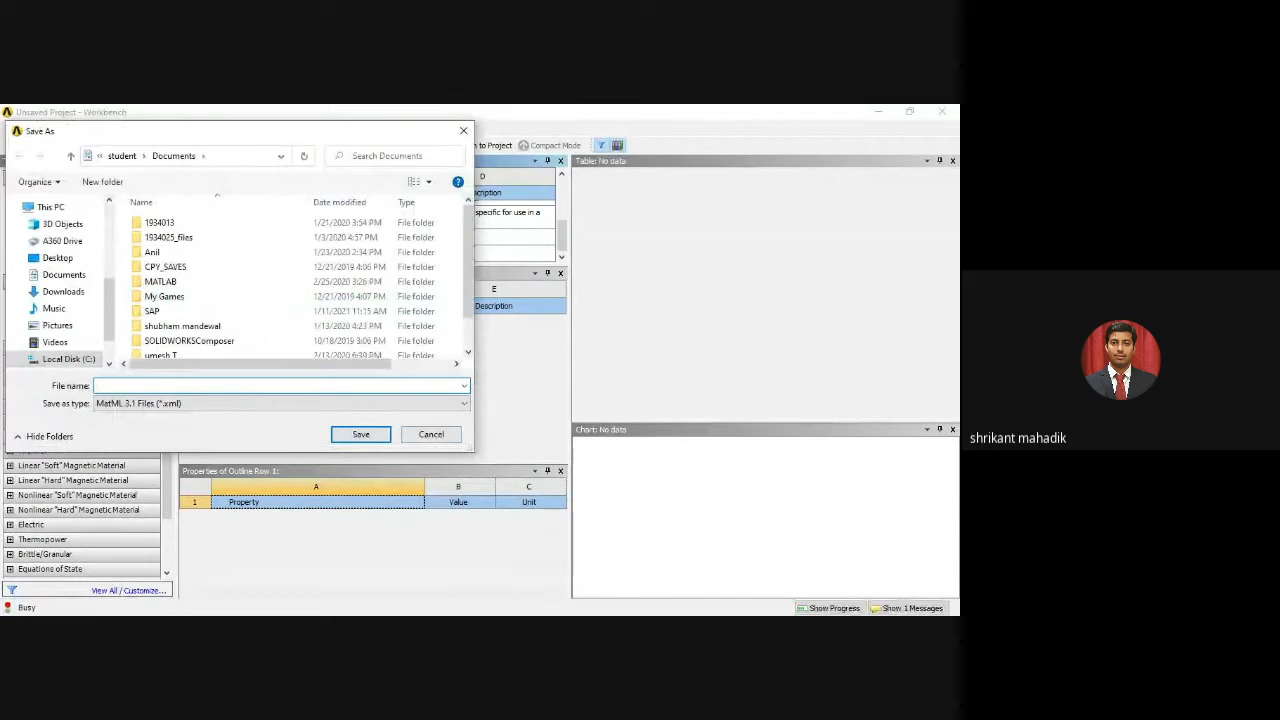 Unsaved Project - Workbench
Save As
« student › Documents ›
Search Documents
to Project
Compact Mode
Organize
New folder
Name
Date modified
Type
This PC
3D Objects
A360 Drive
Desktop
Documents
Downloads
Music
Pictures
Videos
Local Disk (C:)
1934013 1/21/2020 3:54 PM File folder
1934025_files 1/3/2020 4:57 PM File folder
Anil 1/23/2020 2:34 PM File folder
CPY_SAVES 12/21/2019 4:06 PM File folder
MATLAB 2/25/2020 3:26 PM File folder
My Games 12/21/2019 4:07 PM File folder
SAP 1/11/2021 11:15 AM File folder
shubham mandewal 1/13/2020 4:23 PM File folder
SOLIDWORKSComposer 10/18/2019 3:06 PM File folder
umesh T 2/13/2020 6:39 PM File folder
File name:
Save as type: MatML 3.1 Files (*.xml)
Hide Folders
Save
Cancel
D
specific for use in a
E
Description
Table: No data
Chart: No data
shrikant mahadik
Linear "Soft" Magnetic Material
Linear "Hard" Magnetic Material
Nonlinear "Soft" Magnetic Material
Nonlinear "Hard" Magnetic Material
Electric
Thermopower
Brittle/Granular
Equations of State
View All / Customize...
Properties of Outline Row 1:
A B C
1 Property Value Unit
Busy
Show Progress
Show 1 Messages